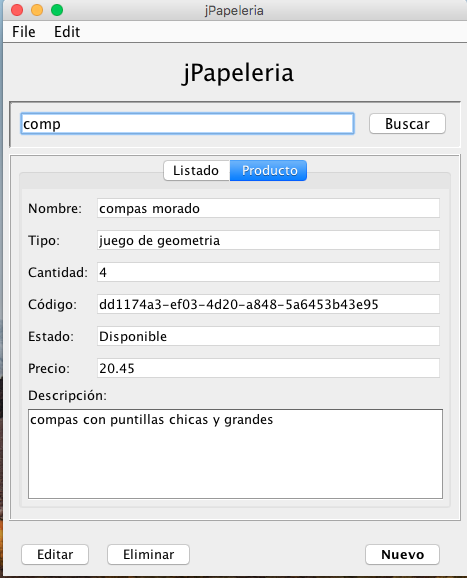 jPapeleria
File Edit
jPapeleria
comp Buscar
Listado Producto
Nombre: compas morado
Tipo: juego de geometria
Cantidad: 4
Código: dd1174a3-ef03-4d20-a848-5a6453b43e95
Estado: Disponible
Precio: 20.45
Descripción:
compas con puntillas chicas y grandes
Editar Eliminar Nuevo